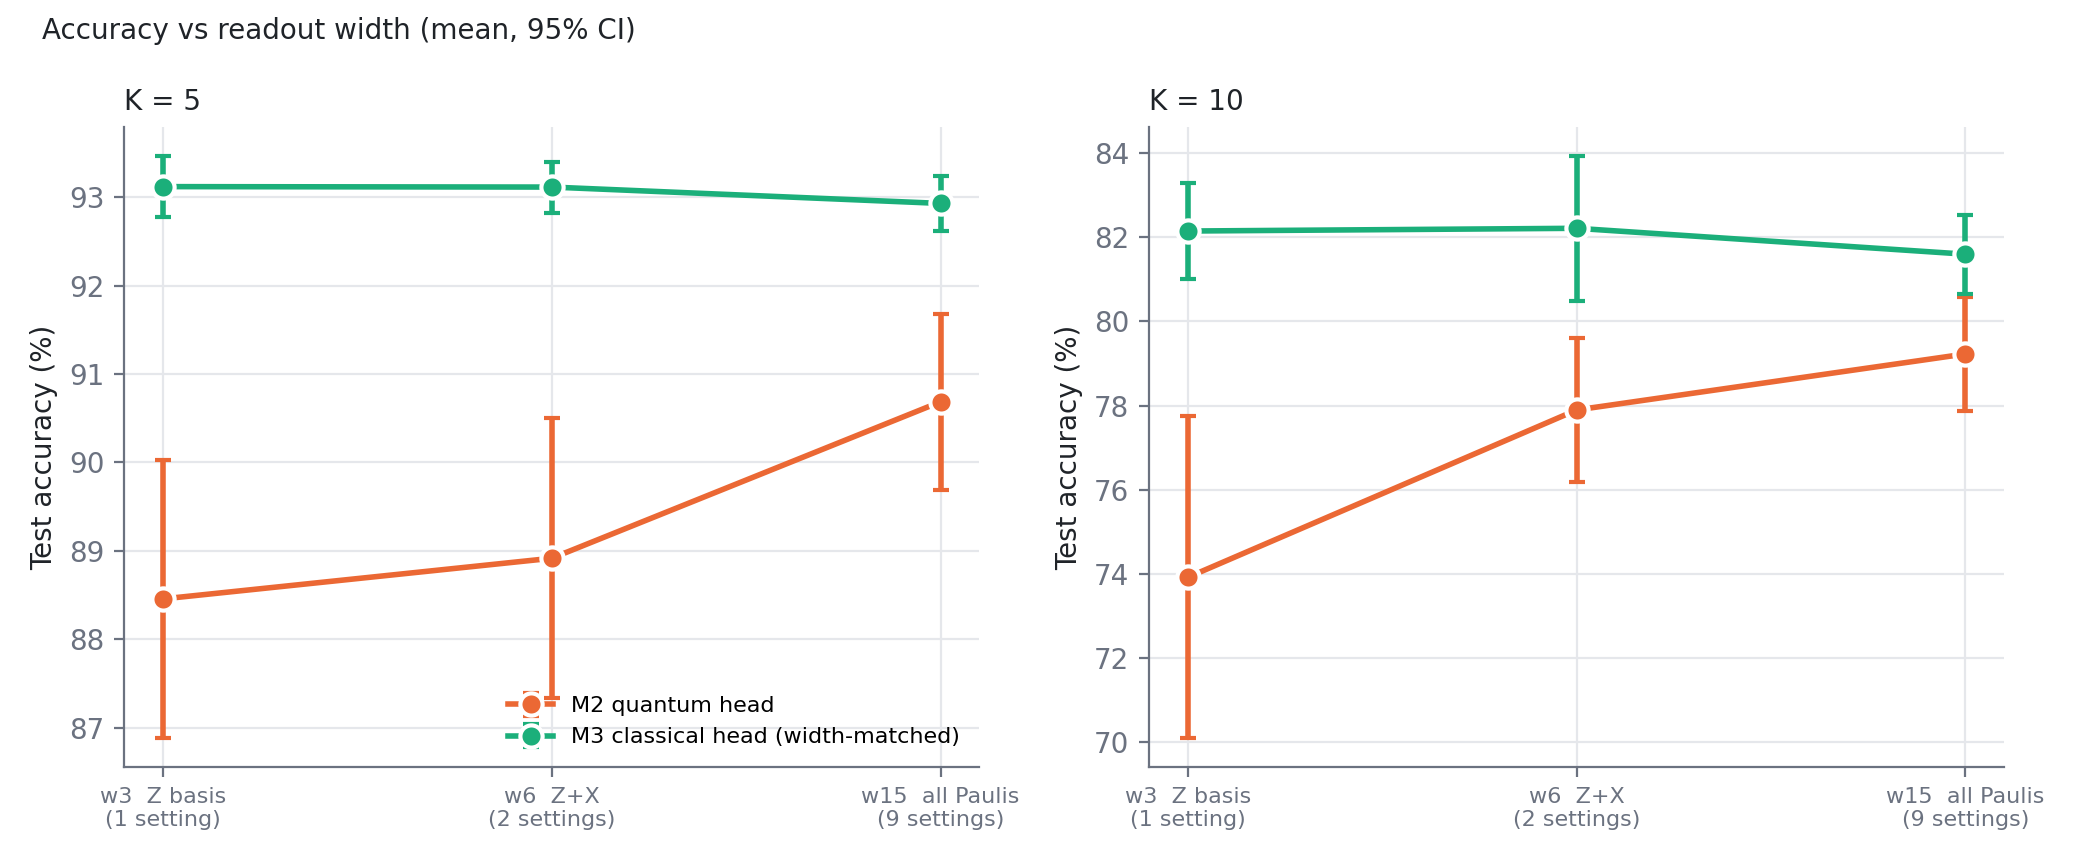 Accuracy vs readout width (mean, 95% CI)
K = 5
Test accuracy (%)
93
92
91
90
89
88
87
M2 quantum head
M3 classical head (width-matched)
w3  Z basis
(1 setting)
w6  Z+X
(2 settings)
w15  all Paulis
(9 settings)
K = 10
Test accuracy (%)
84
82
80
78
76
74
72
70
w3  Z basis
(1 setting)
w6  Z+X
(2 settings)
w15  all Paulis
(9 settings)